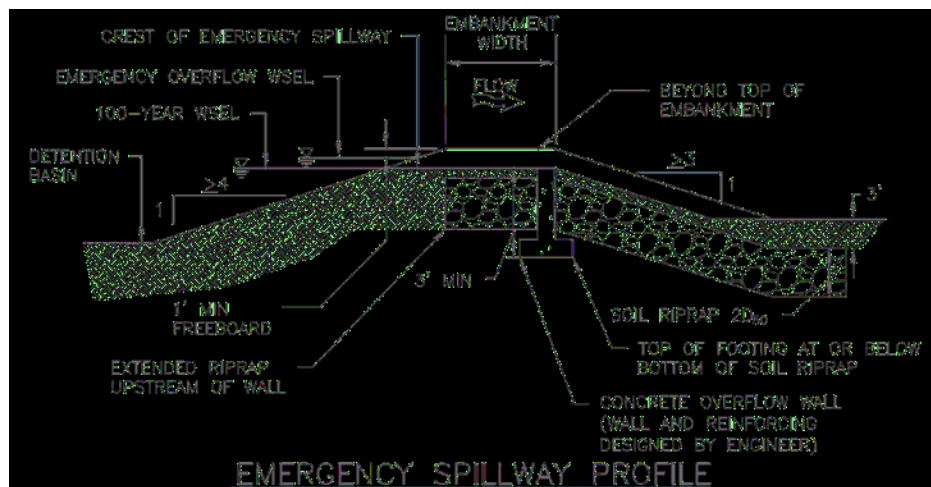 EMBANKMENT
WIDTH
CREST OF EMERGENCY SPILLWAY
EMERGENCY OVERFLOW WSEL
FLOW
BEYOND TOP OF
EMBANKMENT
100-YEAR WSEL
DETENTION
BASIN
≥4
1
≥3
1
3'
3' MIN
1' MIN
FREEBOARD
SOIL RIPRAP 2D50
TOP OF FOOTING AT OR BELOW
BOTTOM OF SOIL RIPRAP
EXTENDED RIPRAP
UPSTREAM OF WALL
CONCRETE OVERFLOW WALL
(WALL AND REINFORCING
DESIGNED BY ENGINEER)
EMERGENCY SPILLWAY PROFILE